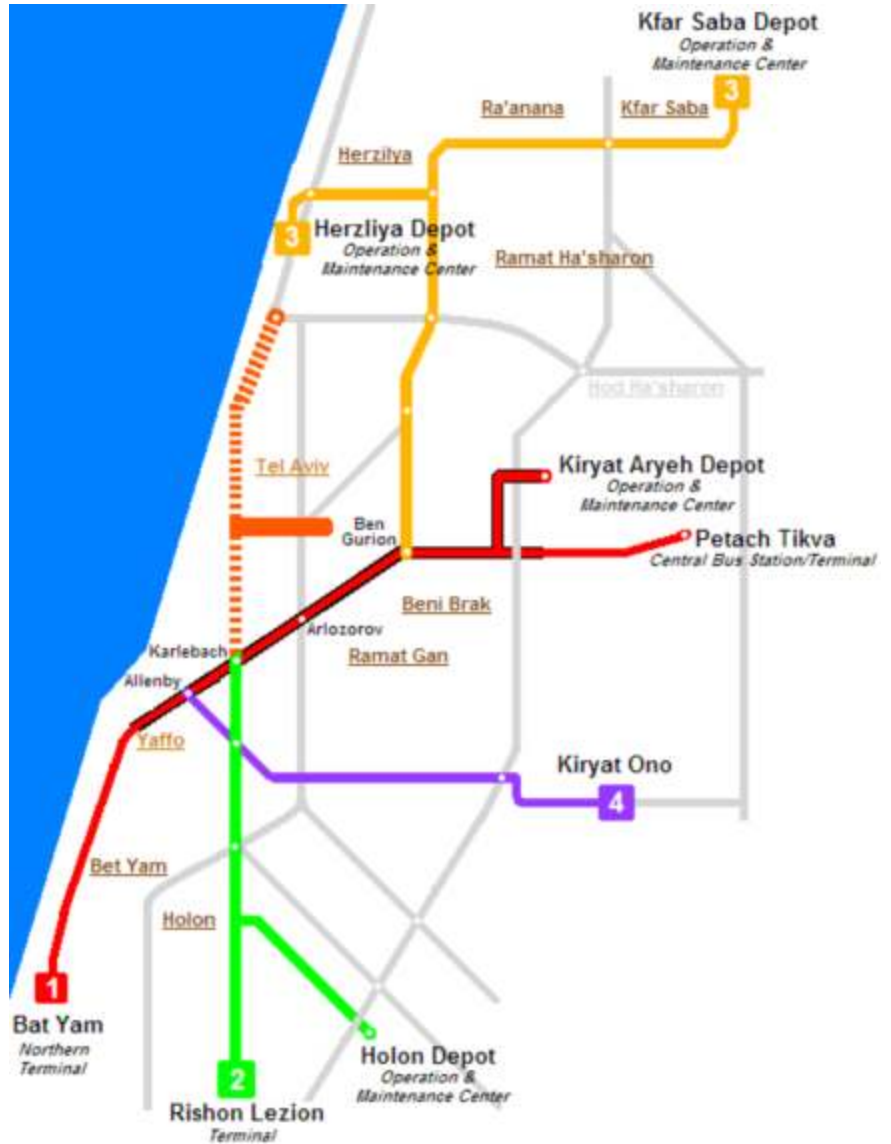 Kfar Saba Depot
Operation &
Maintenance Center
3
Ra'anana
Kfar Saba
Herzilya
3
Herzliya Depot
Operation &
Maintenance Center
Ramat Ha'sharon
Hod Ha'sharon
Tel Aviv
Kiryat Aryeh Depot
Operation &
Maintenance Center
Ben
Gurion
Petach Tikva
Central Bus Station/Terminal
Beni Brak
Arlozorov
Karlebach
Ramat Gan
Allenby
Yaffo
Kiryat Ono
4
Bet Yam
Holon
1
Bat Yam
Northern
Terminal
Holon Depot
Operation &
Maintenance Center
2
Rishon Lezion
Terminal